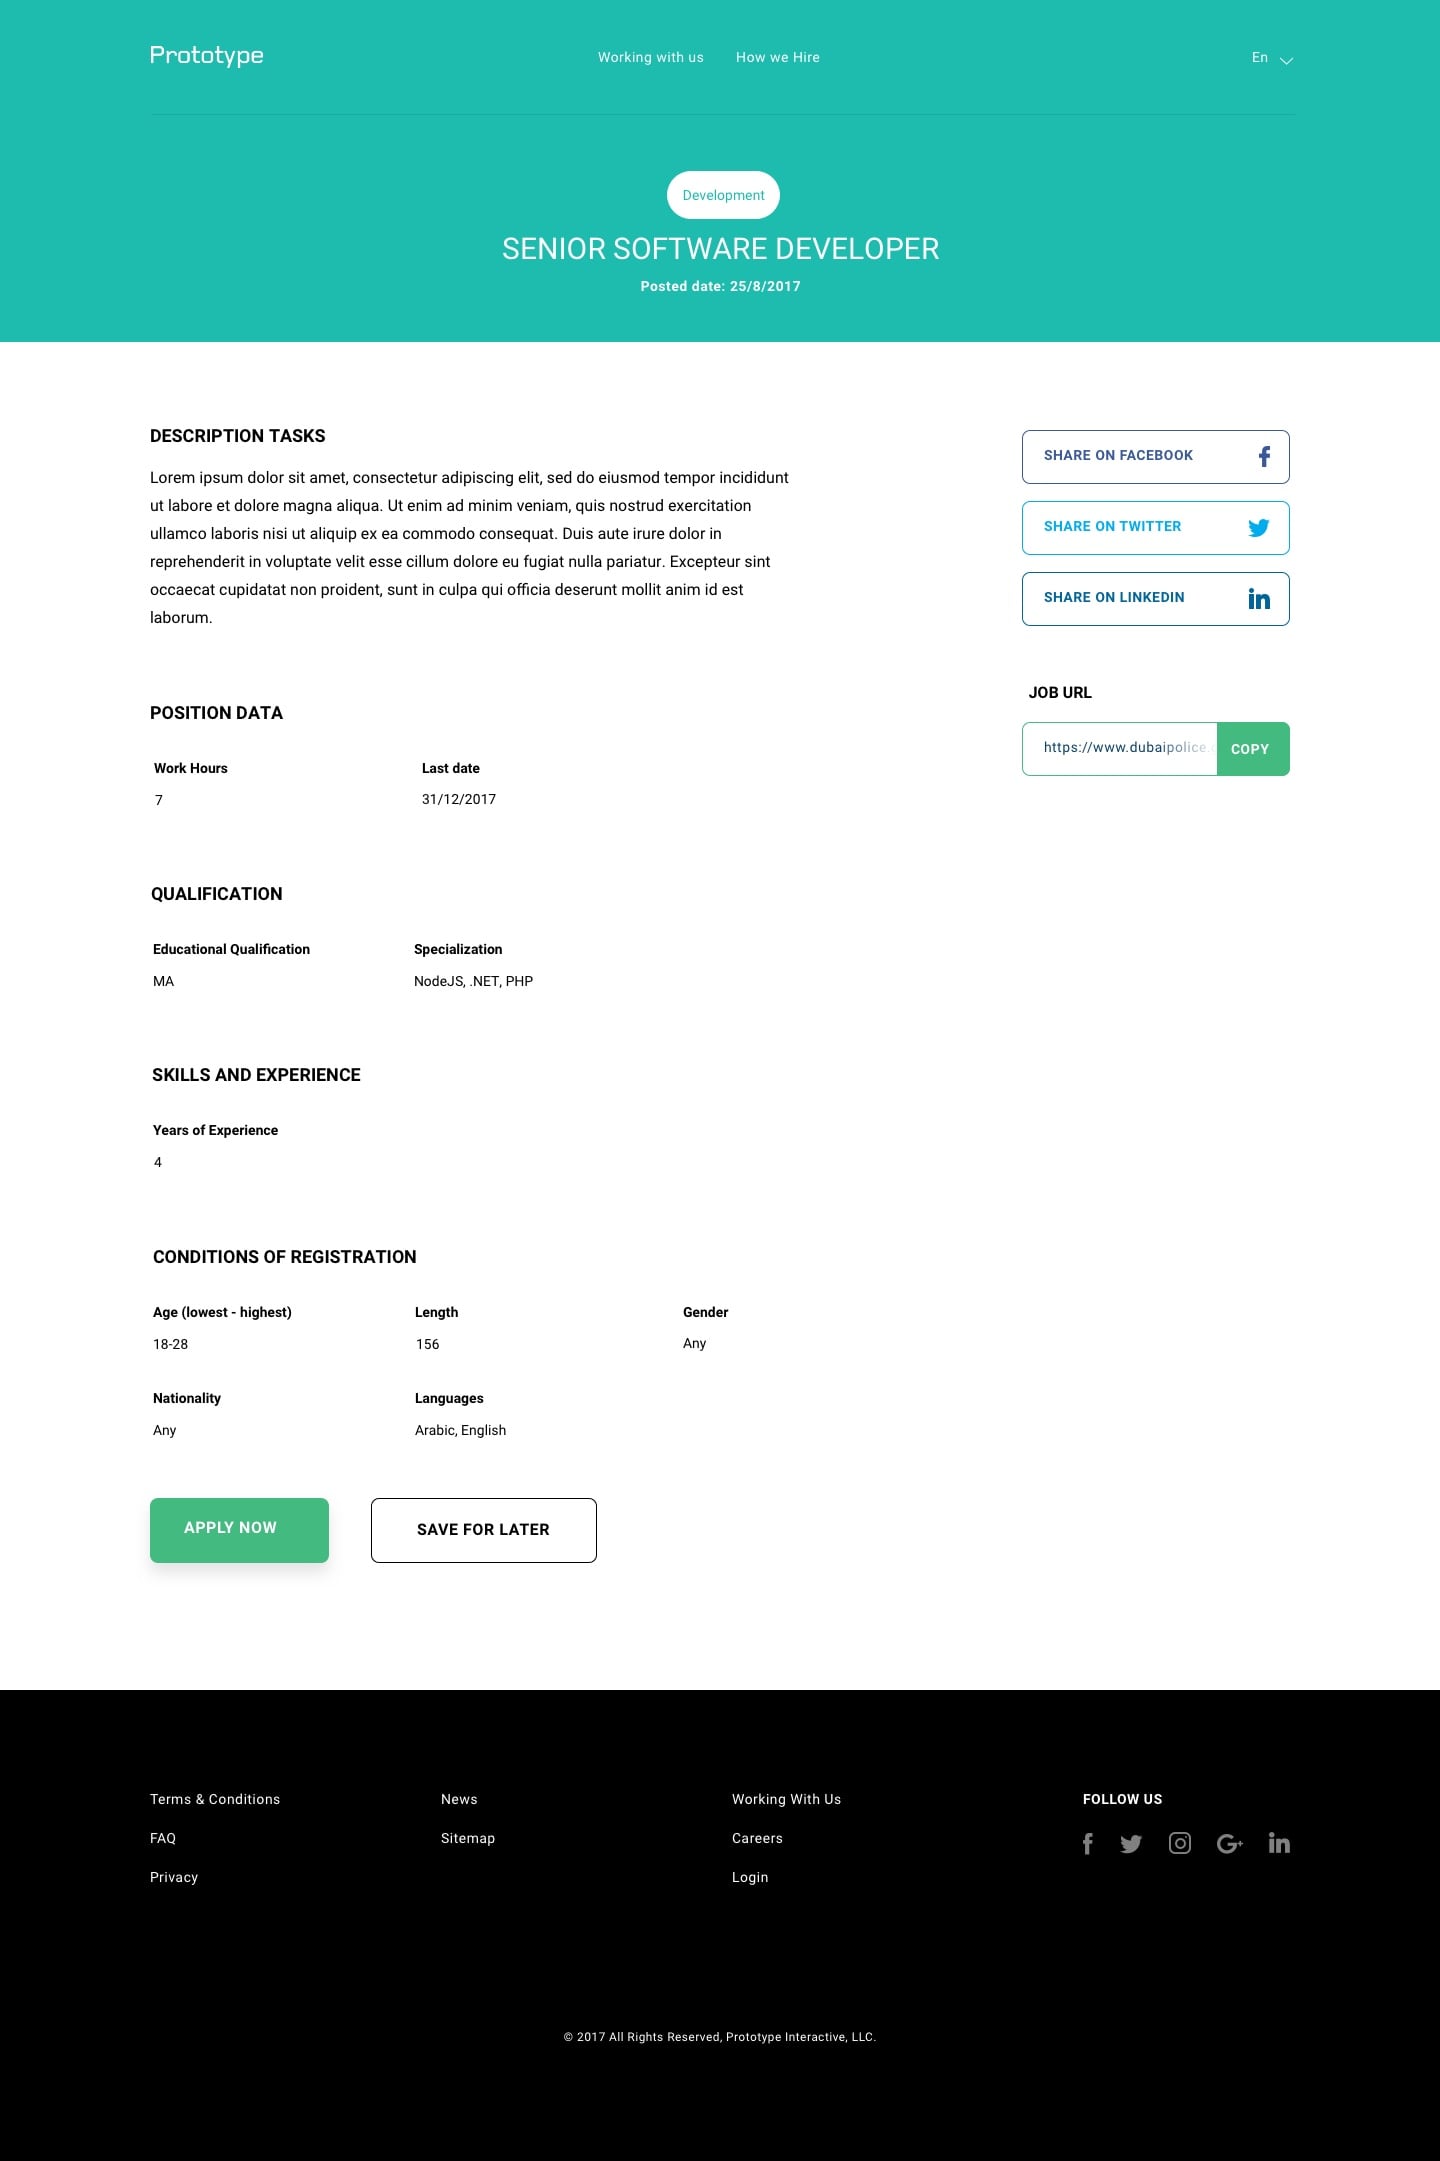 Prototype
Working with us
How we Hire
En
Development
SENIOR SOFTWARE DEVELOPER
Posted date: 25/8/2017
DESCRIPTION TASKS
Lorem ipsum dolor sit amet, consectetur adipiscing elit, sed do eiusmod tempor incididunt
ut labore et dolore magna aliqua. Ut enim ad minim veniam, quis nostrud exercitation
ullamco laboris nisi ut aliquip ex ea commodo consequat. Duis aute irure dolor in
reprehenderit in voluptate velit esse cillum dolore eu fugiat nulla pariatur. Excepteur sint
occaecat cupidatat non proident, sunt in culpa qui officia deserunt mollit anim id est
laborum.
SHARE ON FACEBOOK
SHARE ON TWITTER
SHARE ON LINKEDIN
JOB URL
https://www.dubaipolice.
COPY
POSITION DATA
Work Hours
7
Last date
31/12/2017
QUALIFICATION
Educational Qualification
MA
Specialization
NodeJS, .NET, PHP
SKILLS AND EXPERIENCE
Years of Experience
4
CONDITIONS OF REGISTRATION
Age (lowest - highest)
18-28
Length
156
Gender
Any
Nationality
Any
Languages
Arabic, English
APPLY NOW
SAVE FOR LATER
Terms & Conditions
FAQ
Privacy
News
Sitemap
Working With Us
Careers
Login
FOLLOW US
© 2017 All Rights Reserved, Prototype Interactive, LLC.